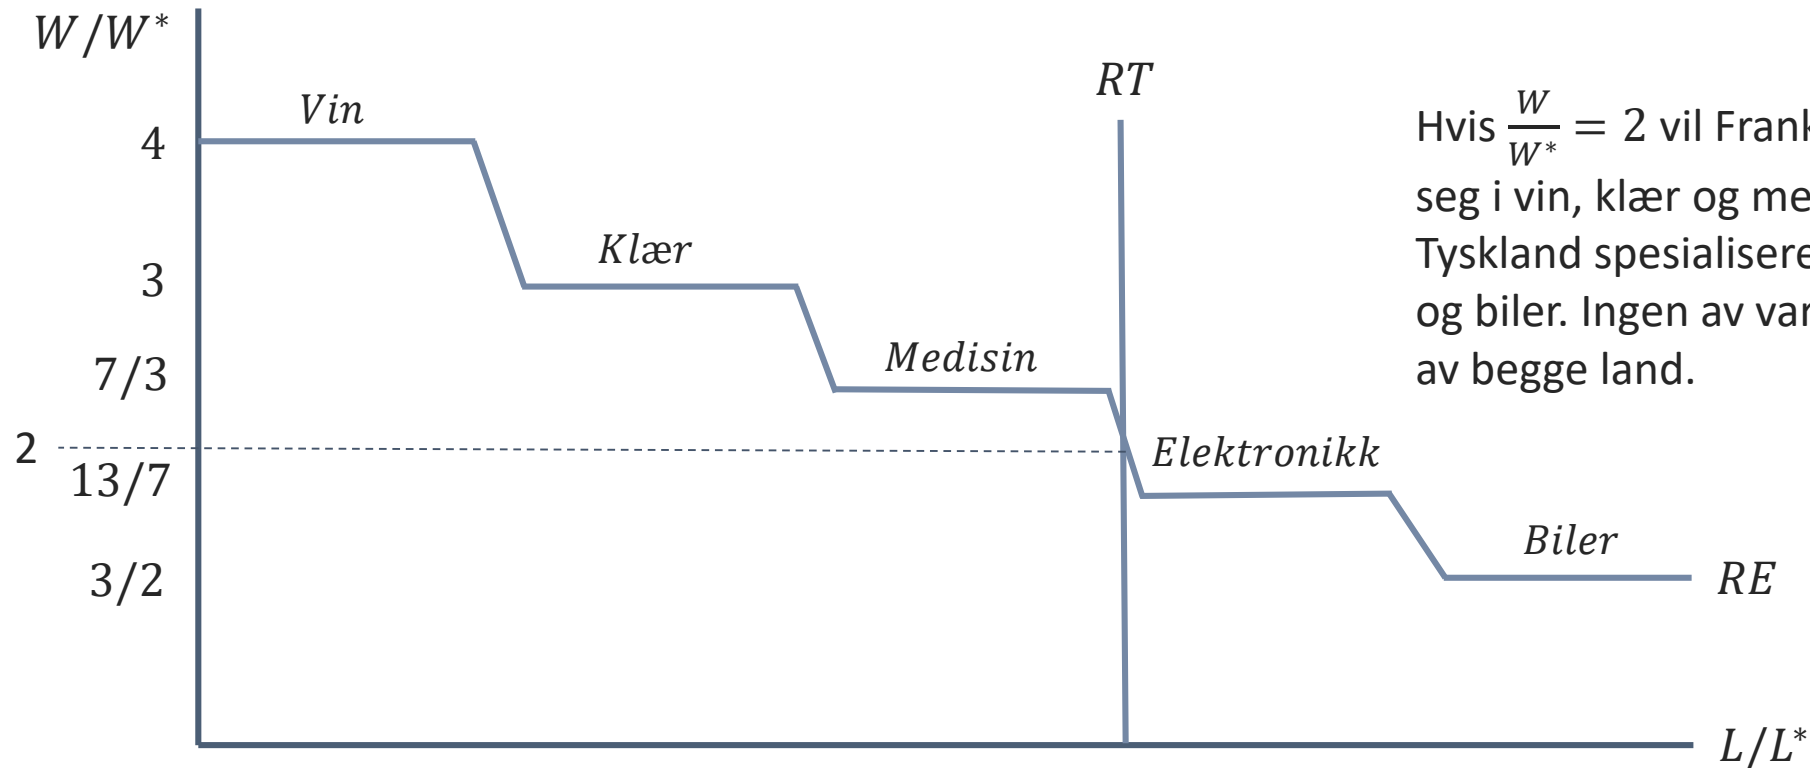 W/W*
RT
Vin
4
Hvis W/W* = 2 vil Frank
seg i vin, klær og me
Klær
Tyskland spesialisere
3
og biler. Ingen av var
Medisin
7/3
av begge land.
2
Elektronikk
13/7
Biler
3/2
RE
L/L*